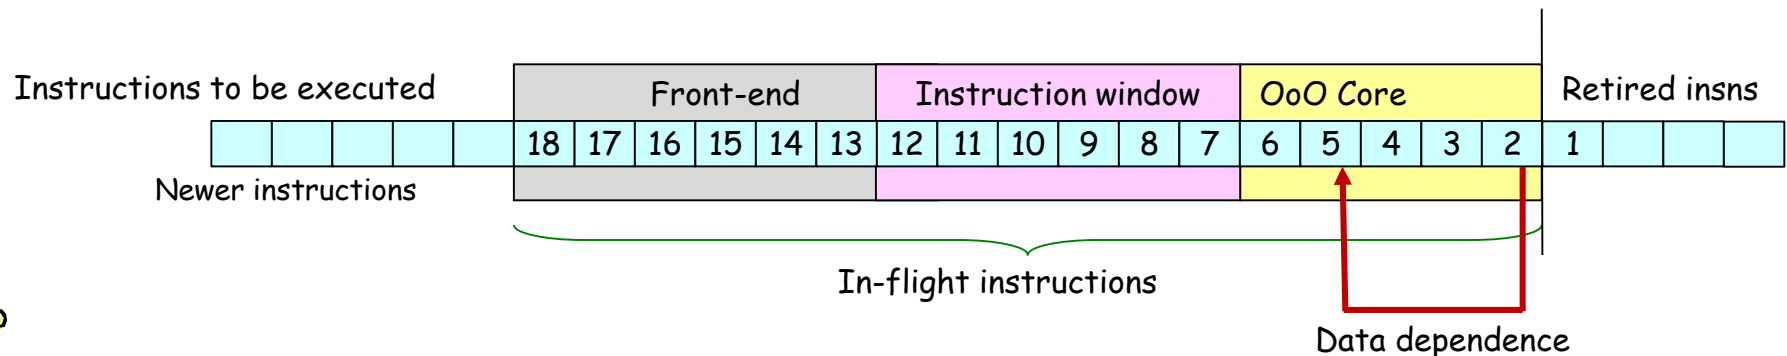 Instructions to be executed
Front-end
Instruction window
OoO Core
Retired insns
18 17 16 15 14 13 12 11 10 9 8 7 6 5 4 3 2 1
Newer instructions
In-flight instructions
Data dependence